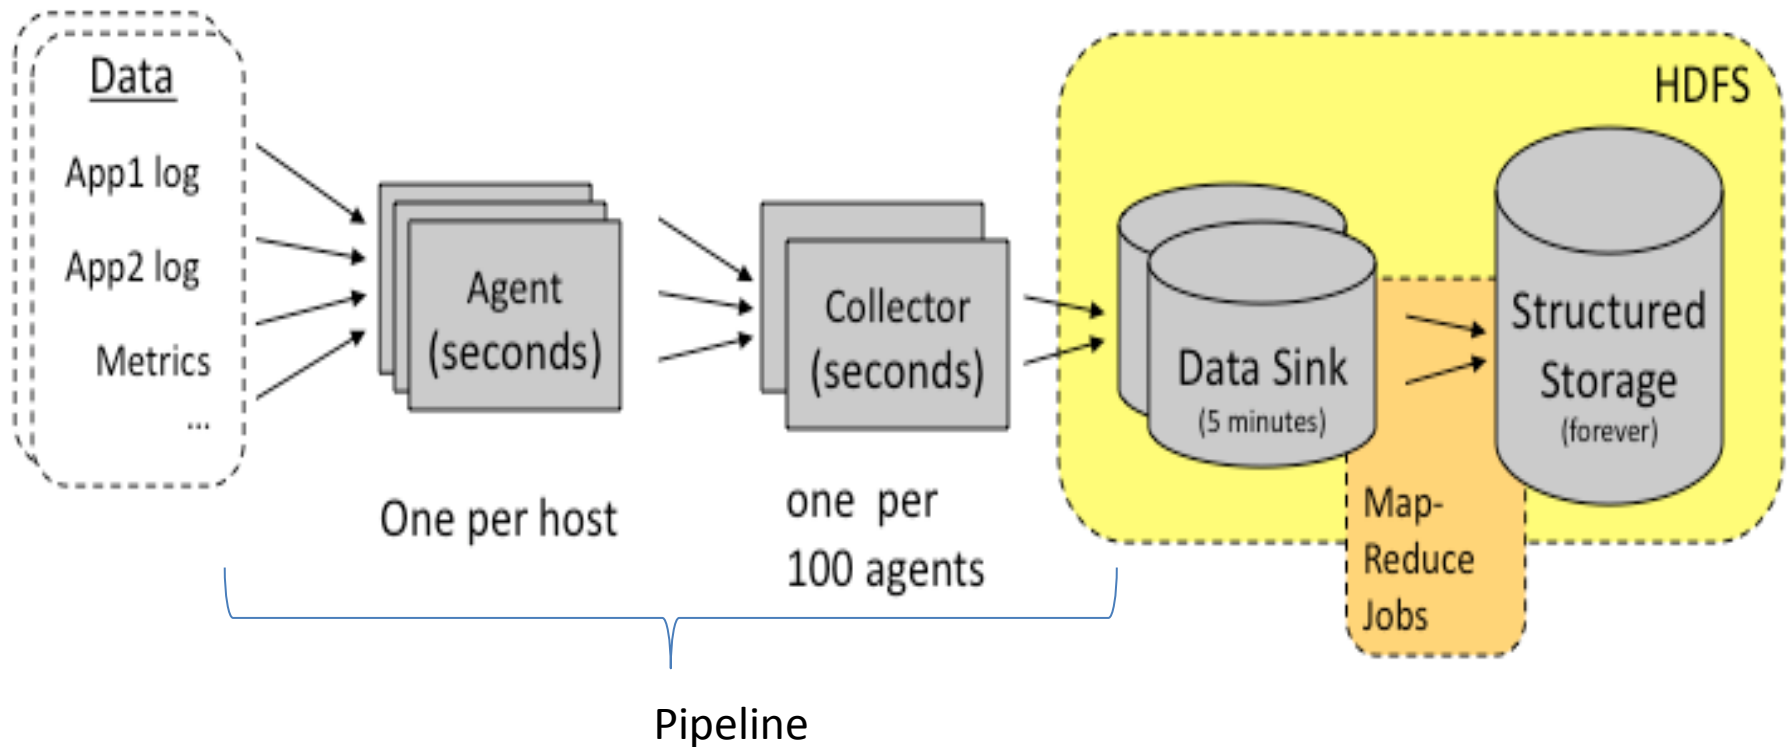 Data
App1 log
App2 log
Metrics
...
Agent
(seconds)
One per host
Collector
(seconds)
one per
100 agents
Pipeline
HDFS
Data Sink
(5 minutes)
Structured
Storage
(forever)
Map-
Reduce
Jobs